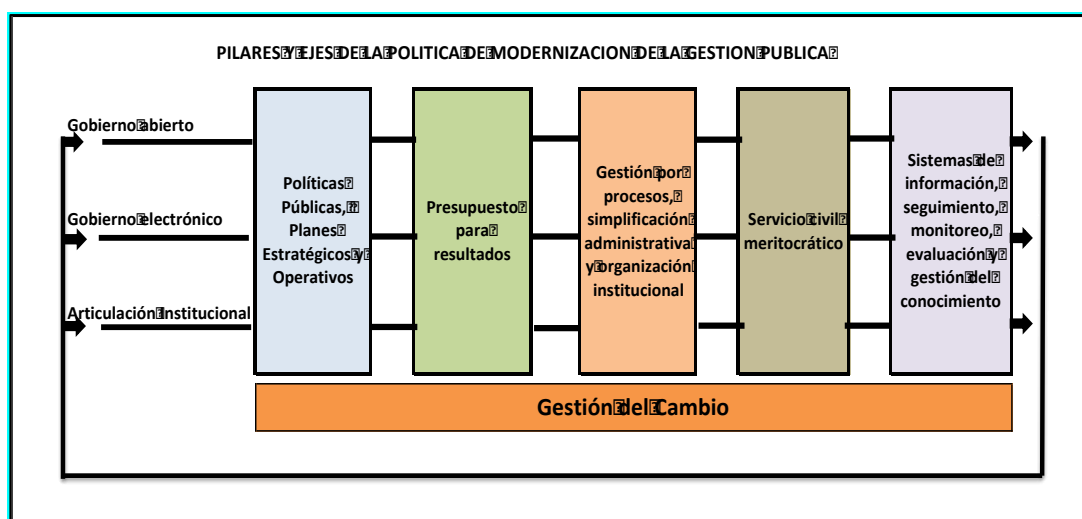 PILARES Y EJES DE LA POLITICA DE MODERNIZACION DE LA GESTION PUBLICA
Gobierno abierto
Gobierno electrónico
Articulación Institucional
Políticas
Públicas,
Planes
Estratégicos y
Operativos
Presupuesto
para
resultados
Gestión por
procesos,
simplificación
administrativa
y organización
institucional
Servicio civil
meritocrático
Sistemas de
información,
seguimiento,
monitoreo,
evaluación y
gestión del
conocimiento
Gestión del Cambio